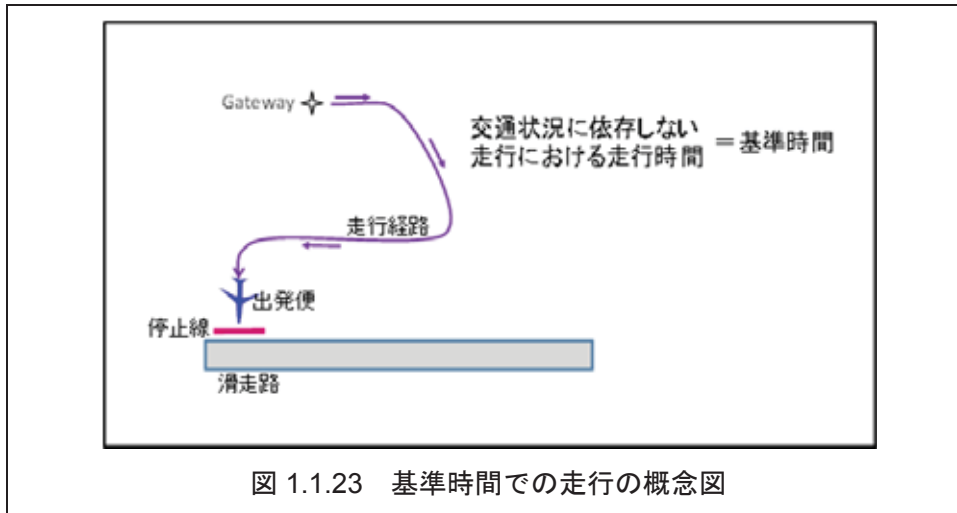 Gateway
交通状況に依存しない
走行における走行時間
＝基準時間
走行経路
出発便
停止線
滑走路
図 1.1.23　基準時間での走行の概念図